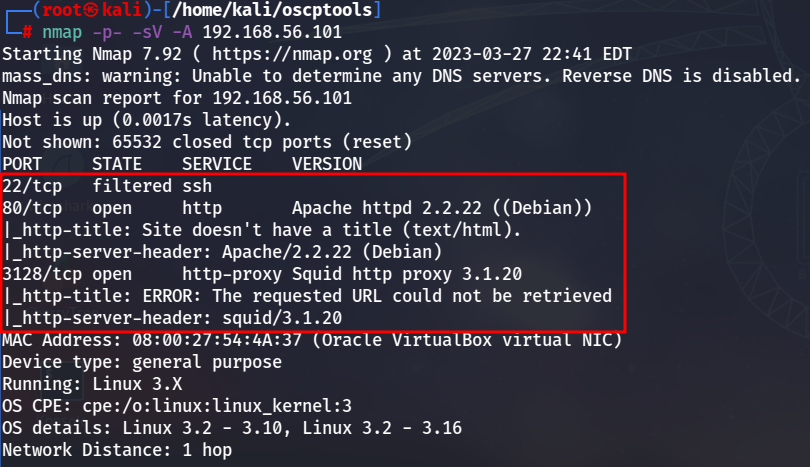 (root㉿kali)-[/home/kali/oscptools]
# nmap -p- -sV -A 192.168.56.101
Starting Nmap 7.92 ( https://nmap.org ) at 2023-03-27 22:41 EDT
mass_dns: warning: Unable to determine any DNS servers. Reverse DNS is disabled.
Nmap scan report for 192.168.56.101
Host is up (0.0017s latency).
Not shown: 65532 closed tcp ports (reset)
PORT     STATE    SERVICE    VERSION
22/tcp   filtered ssh
80/tcp   open     http       Apache httpd 2.2.22 ((Debian))
|_http-title: Site doesn't have a title (text/html).
|_http-server-header: Apache/2.2.22 (Debian)
3128/tcp open     http-proxy Squid http proxy 3.1.20
|_http-title: ERROR: The requested URL could not be retrieved
|_http-server-header: squid/3.1.20
MAC Address: 08:00:27:54:4A:37 (Oracle VirtualBox virtual NIC)
Device type: general purpose
Running: Linux 3.X
OS CPE: cpe:/o:linux:linux_kernel:3
OS details: Linux 3.2 - 3.10, Linux 3.2 - 3.16
Network Distance: 1 hop